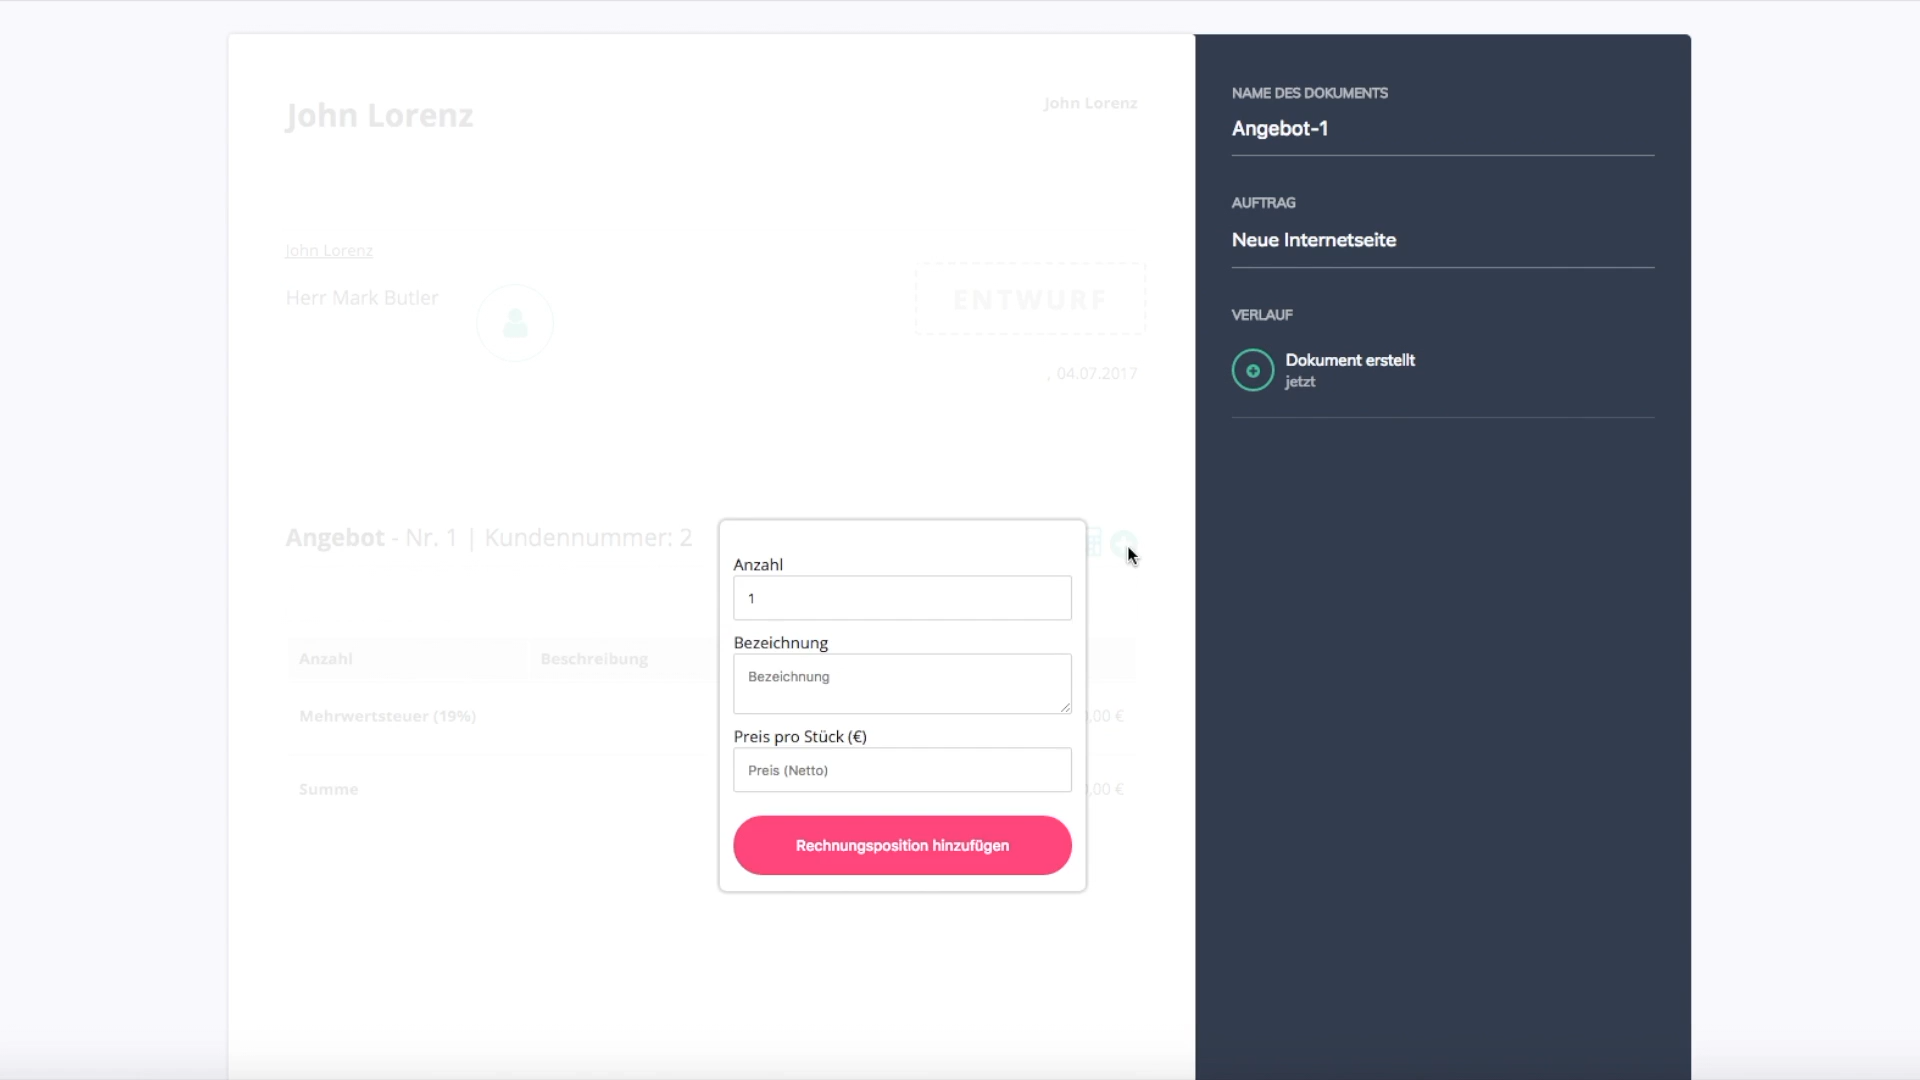 John Lorenz
John Lorenz
John Lorenz
Herr Mark Butler
ENTWURF
, 04.07.2017
Angebot - Nr. 1 | Kundennummer: 2
Anzahl
Beschreibung
Mehrwertsteuer (19%)
,00 €
Summe
,00 €
Anzahl
1
Bezeichnung
Bezeichnung
Preis pro Stück (€)
Preis (Netto)
Rechnungsposition hinzufügen
NAME DES DOKUMENTS
Angebot-1
AUFTRAG
Neue Internetseite
VERLAUF
Dokument erstellt
jetzt